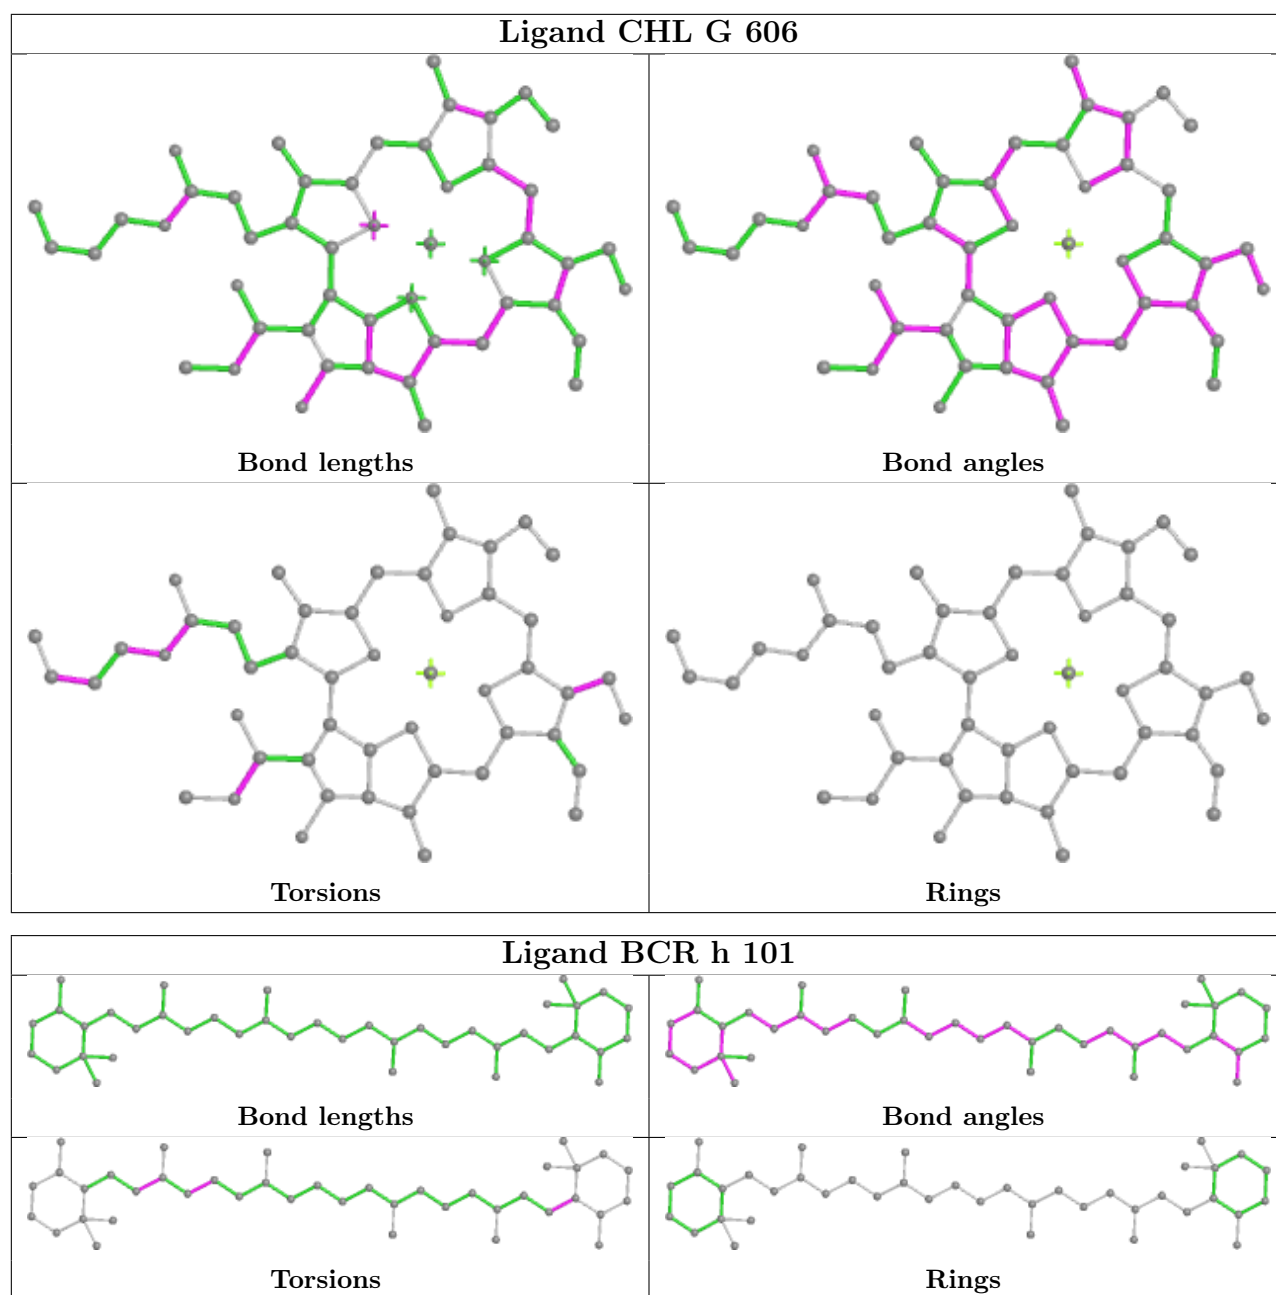 Ligand CHL G 606
Bond lengths
Bond angles
Torsions
Rings
Ligand BCR h 101
Bond lengths
Bond angles
Torsions
Rings